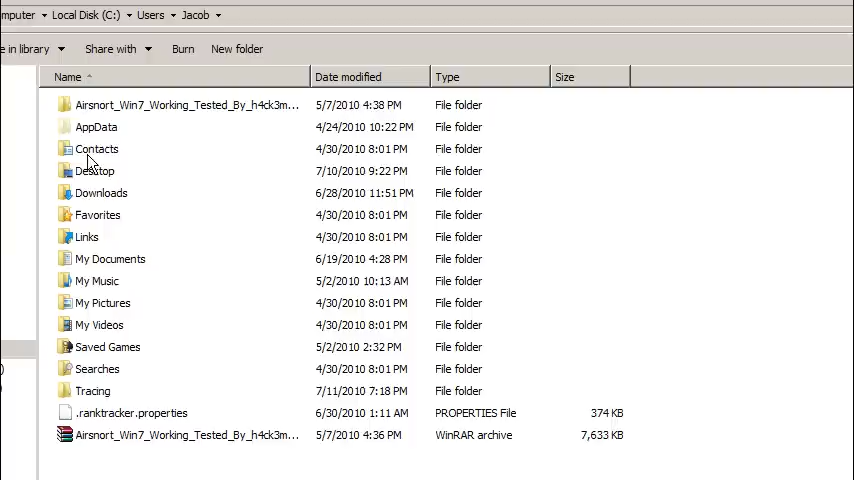 mputer Local Disk (C:) Users Jacob
e in library Share with Burn New folder
Name Date modified Type Size
Airsnort_Win7_Working_Tested_By_h4ck3m... 5/7/2010 4:38 PM File folder
AppData 4/24/2010 10:22 PM File folder
Contacts 4/30/2010 8:01 PM File folder
Desktop 7/10/2010 9:22 PM File folder
Downloads 6/28/2010 11:51 PM File folder
Favorites 4/30/2010 8:01 PM File folder
Links 4/30/2010 8:01 PM File folder
My Documents 6/19/2010 4:28 PM File folder
My Music 5/2/2010 10:13 AM File folder
My Pictures 4/30/2010 8:01 PM File folder
My Videos 4/30/2010 8:01 PM File folder
Saved Games 5/2/2010 2:32 PM File folder
Searches 4/30/2010 8:01 PM File folder
Tracing 7/11/2010 7:18 PM File folder
.ranktracker.properties 6/30/2010 1:11 AM PROPERTIES File 374 KB
Airsnort_Win7_Working_Tested_By_h4ck3m... 5/7/2010 4:36 PM WinRAR archive 7,633 KB